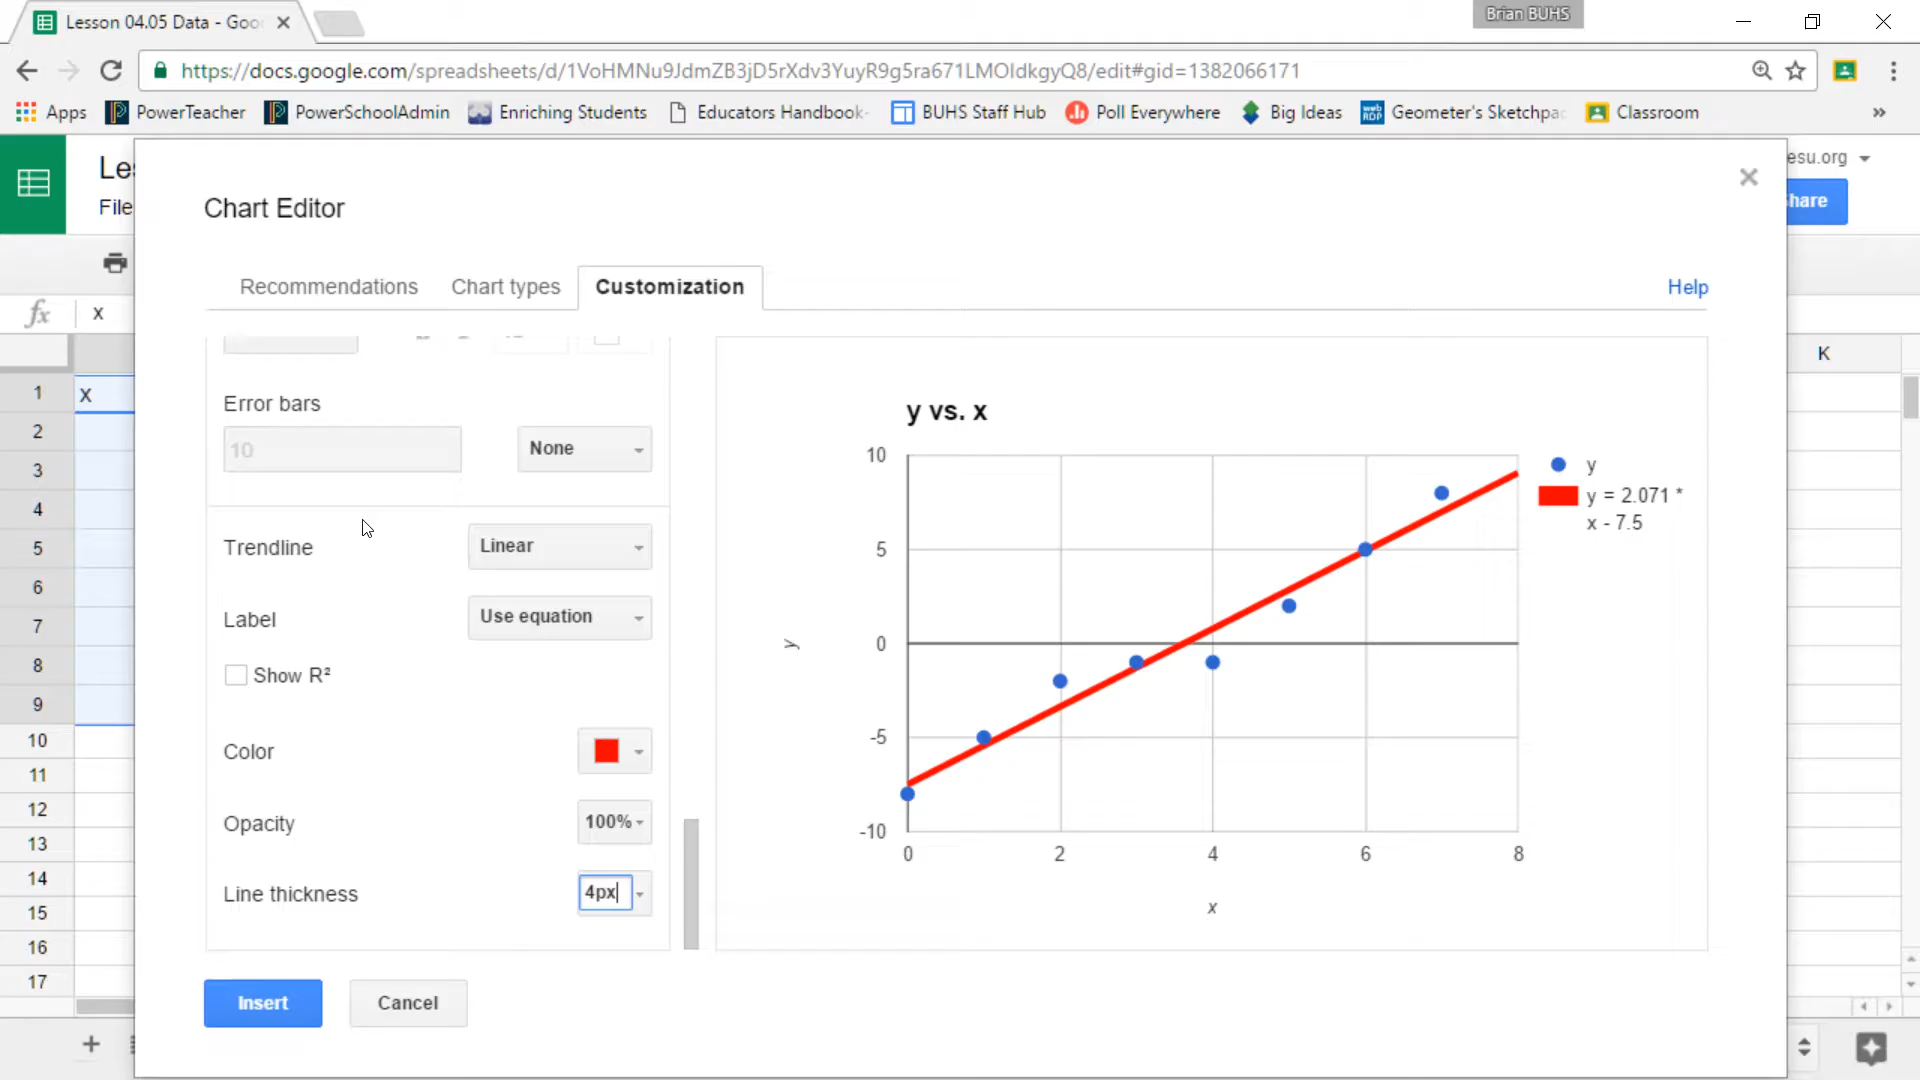 Lesson 04.05 Data - Goo
Brian BUHS
https://docs.google.com/spreadsheets/d/1VoHMNu9JdmZB3jD5rXdv3YuyR9g5ra671LMOIdkgyQ8/edit#gid=1382066171
Apps PowerTeacher PowerSchoolAdmin Enriching Students Educators Handbook- BUHS Staff Hub Poll Everywhere Big Ideas Geometer's Sketchpad Classroom »
Les
esu.org
File
hare
Chart Editor
Recommendations Chart types Customization Help
fx x
K
1 x
2
3
4
5
6
7
8
9
10
11
12
13
14
15
16
17
Error bars
10 None
Trendline Linear
Label Use equation
Show R²
Color
Opacity 100%
Line thickness 4px
y vs. x
10
5
0
-5
-10
y
0 2 4 6 8
x
y
y = 2.071 *
x - 7.5
Insert Cancel